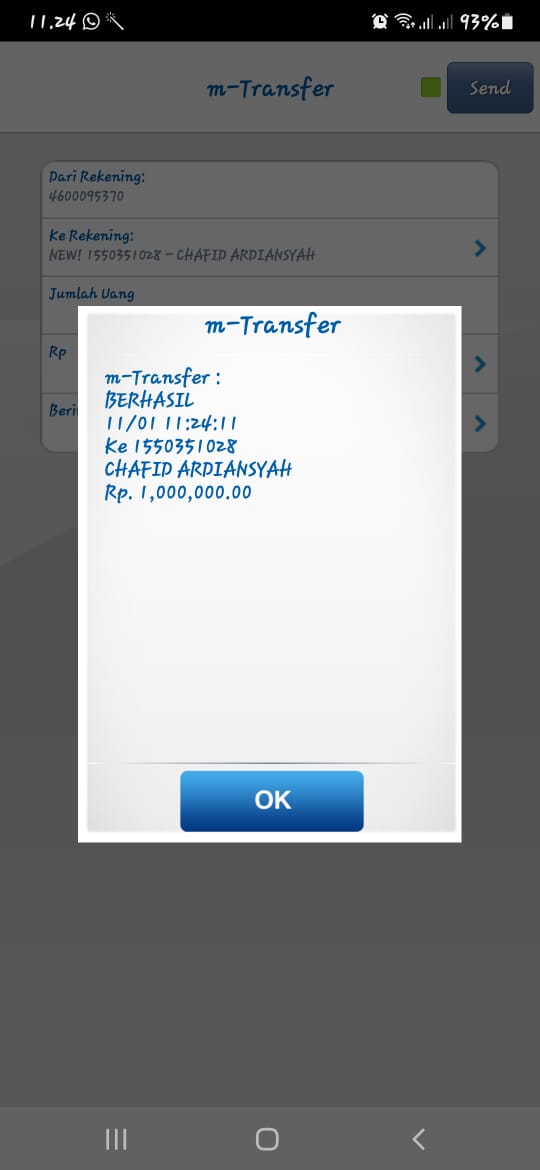 11.24
93%
m-Transfer
Send
Dari Rekening:
4600095370
Ke Rekening:
NEW! 1550351028 - CHAFID ARDIANSYAH
Jumlah Uang
Rp
Beri
m-Transfer
m-Transfer :
BERHASIL
11/01 11:24:11
Ke 1550351028
CHAFID ARDIANSYAH
Rp. 1,000,000.00
OK